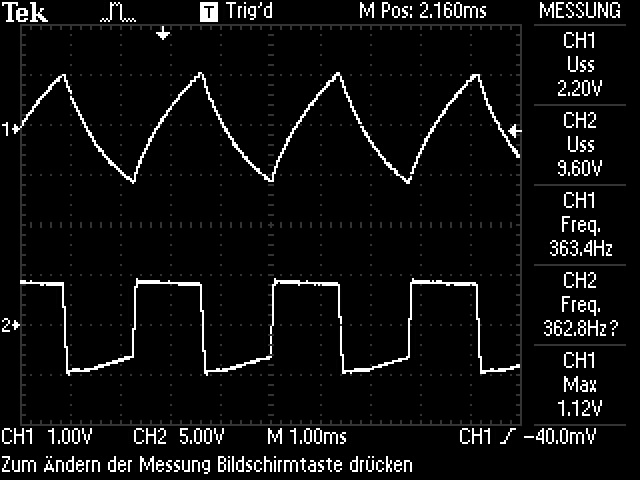 Tek T Trig'd M Pos: 2.160ms MESSUNG
CH1
Uss
2.20V
CH2
Uss
9.60V
CH1
Freq.
363.4Hz
CH2
Freq.
362.8Hz?
CH1
Max
1.12V
1
2
CH1 1.00V CH2 5.00V M 1.00ms CH1 −40.0mV
Zum Ändern der Messung Bildschirmtaste drücken